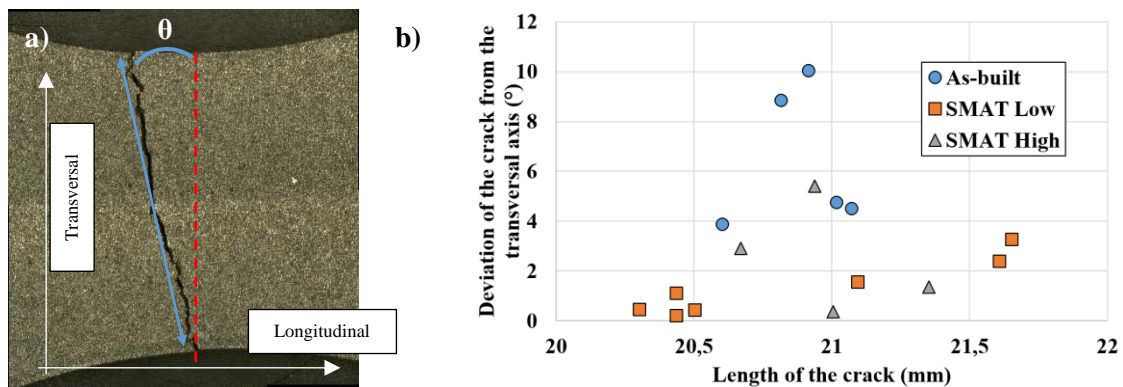 a)
θ
Transversal
Longitudinal
b)
Deviation of the crack from the
transversal axis (°)
12
10
8
6
4
2
0
20
20,5
21
21,5
22
Length of the crack (mm)
As-built
SMAT Low
SMAT High